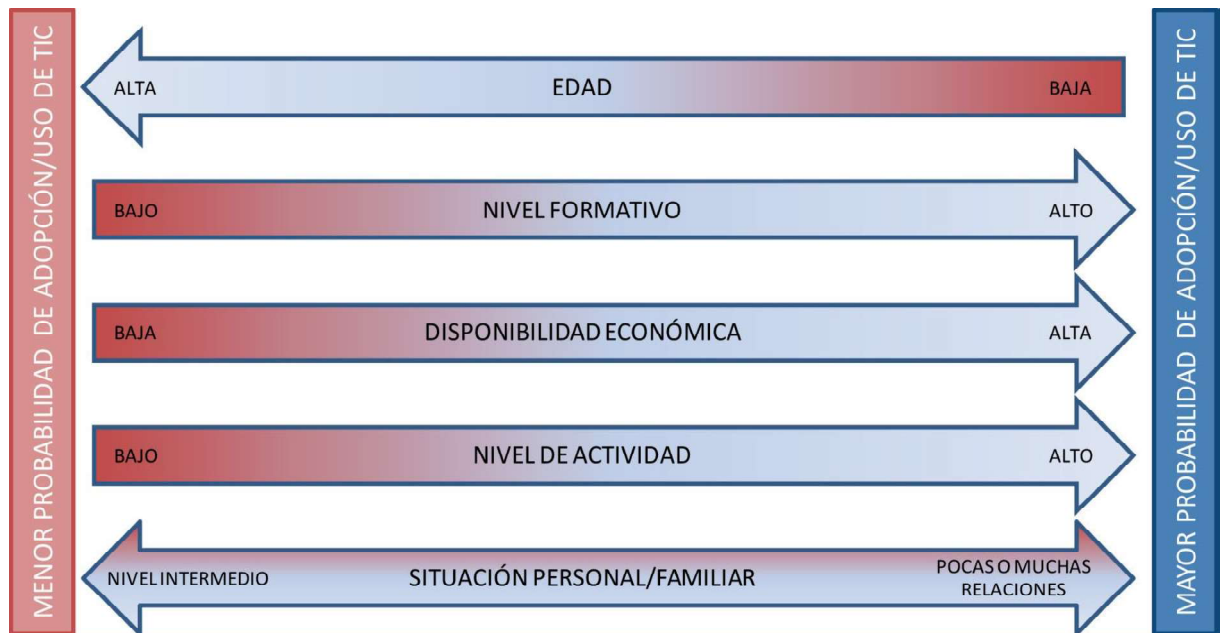 MENOR PROBABILIDAD DE ADOPCIÓN/USO DE TIC
ALTA
EDAD
BAJA
BAJO
NIVEL FORMATIVO
ALTO
BAJA
DISPONIBILIDAD ECONÓMICA
ALTA
BAJO
NIVEL DE ACTIVIDAD
ALTO
NIVEL INTERMEDIO
SITUACIÓN PERSONAL/FAMILIAR
POCAS O MUCHAS
RELACIONES
MAYOR PROBABILIDAD DE ADOPCIÓN/USO DE TIC